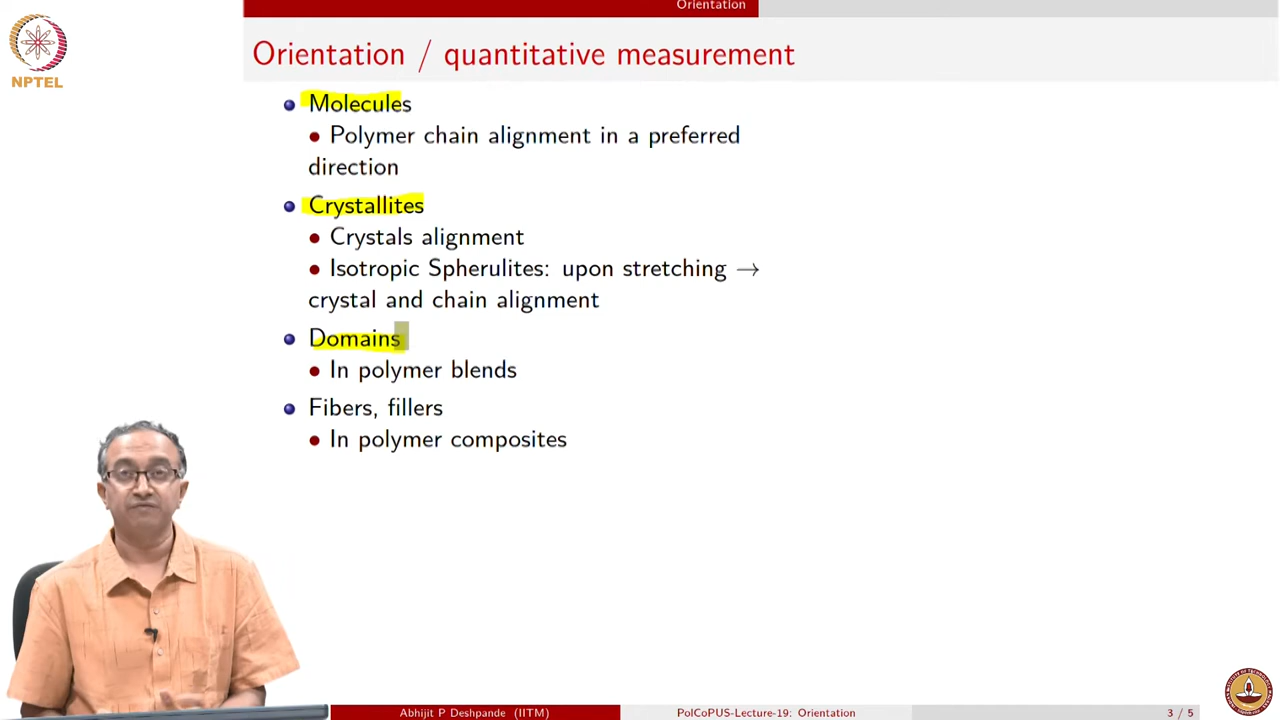 Orientation
NPTEL
Orientation / quantitative measurement
Molecules
Polymer chain alignment in a preferred
direction
Crystallites
Crystals alignment
Isotropic Spherulites: upon stretching →
crystal and chain alignment
Domains
In polymer blends
Fibers, fillers
In polymer composites
Abhijit P Deshpande (IITM) PolCoPUS-Lecture-19: Orientation 3 / 5